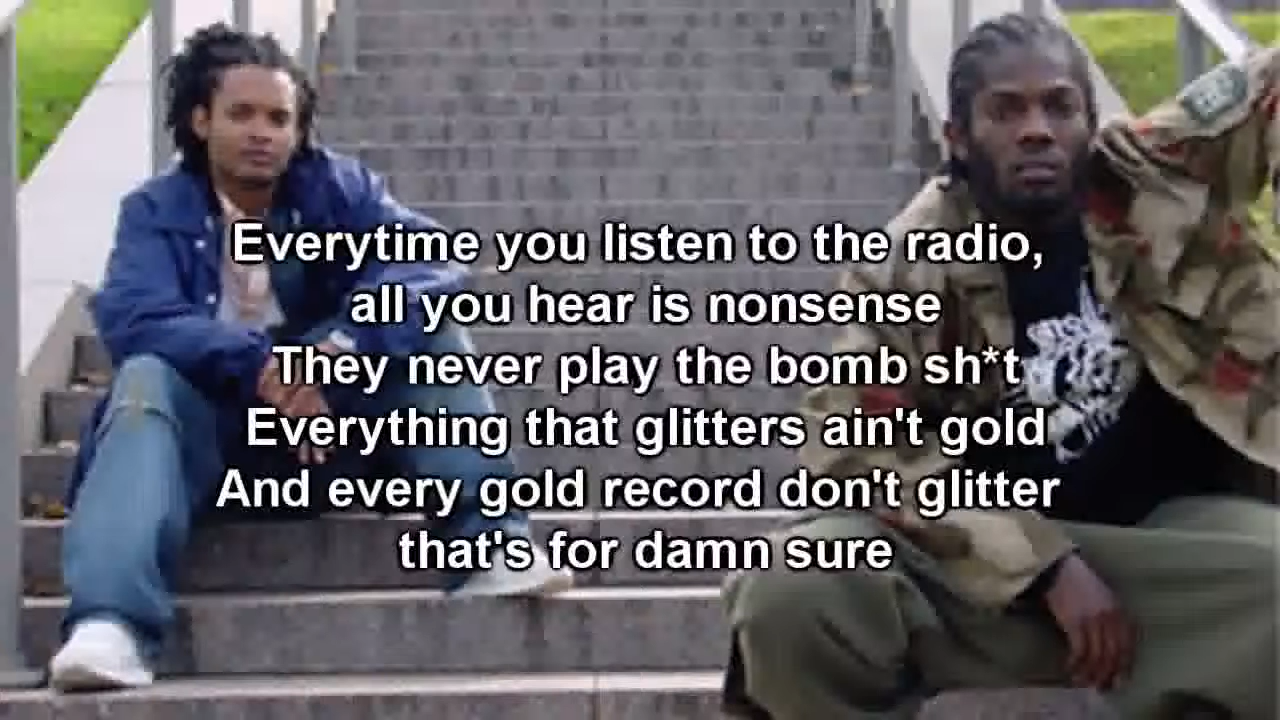 Everytime you listen to the radio,
all you hear is nonsense
They never play the bomb sh*t
Everything that glitters ain't gold
And every gold record don't glitter
that's for damn sure